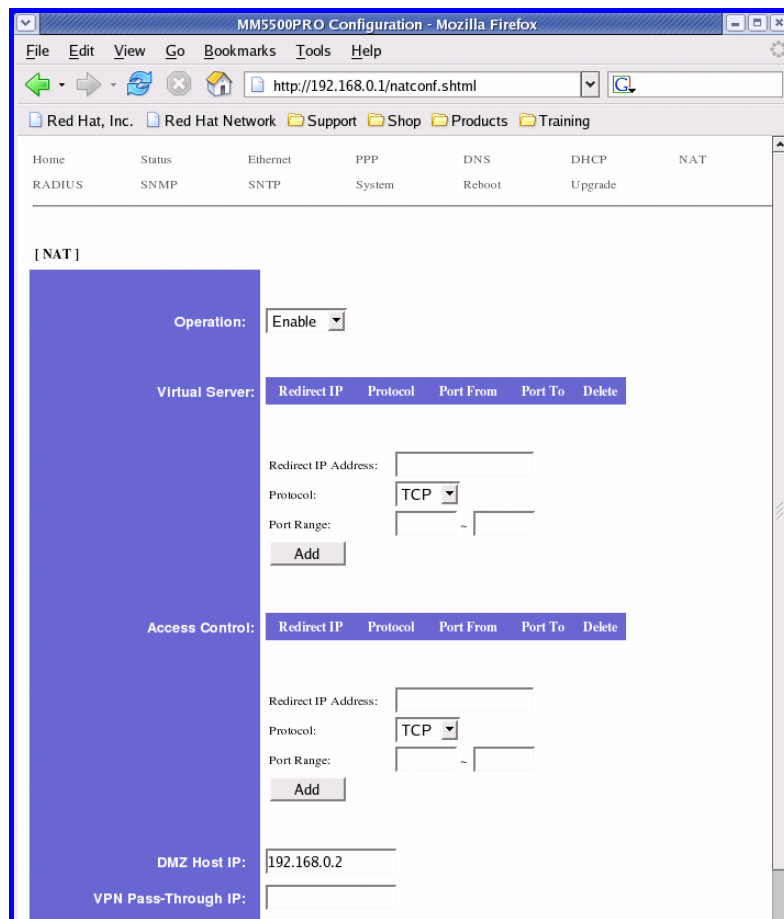 MM5500PRO Configuration - Mozilla Firefox
File Edit View Go Bookmarks Tools Help
http://192.168.0.1/natconf.shtml G
Red Hat, Inc. Red Hat Network Support Shop Products Training
Home Status Ethernet PPP DNS DHCP NAT
RADIUS SNMP SNTP System Reboot Upgrade
[ NAT ]
Operation: Enable
Virtual Server: Redirect IP Protocol Port From Port To Delete
Redirect IP Address:
Protocol: TCP
Port Range: ~
Add
Access Control: Redirect IP Protocol Port From Port To Delete
Redirect IP Address:
Protocol: TCP
Port Range: ~
Add
DMZ Host IP: 192.168.0.2
VPN Pass-Through IP: